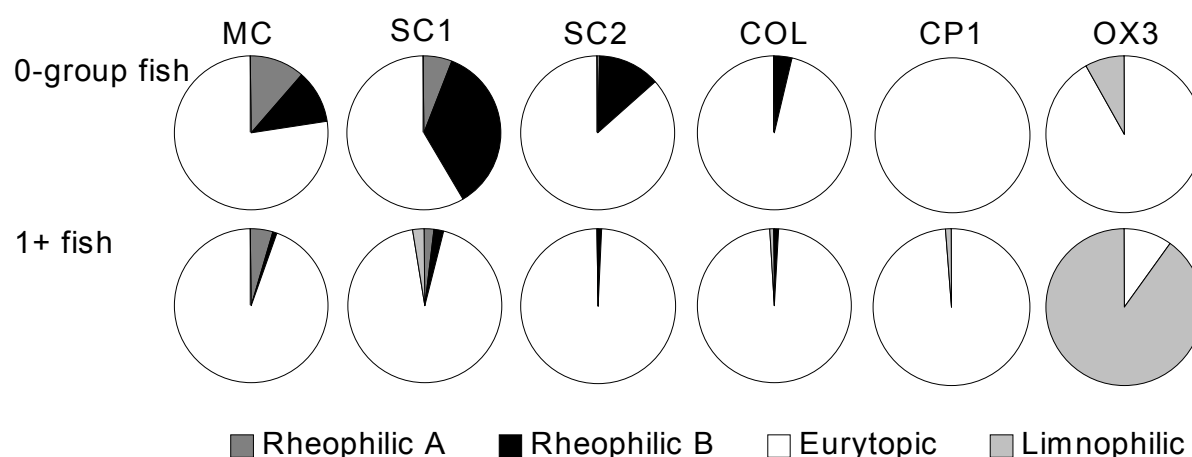 MC SC1 SC2 COL CP1 OX3
0-group fish
1+ fish
Rheophilic A Rheophilic B Eurytopic Limnophilic